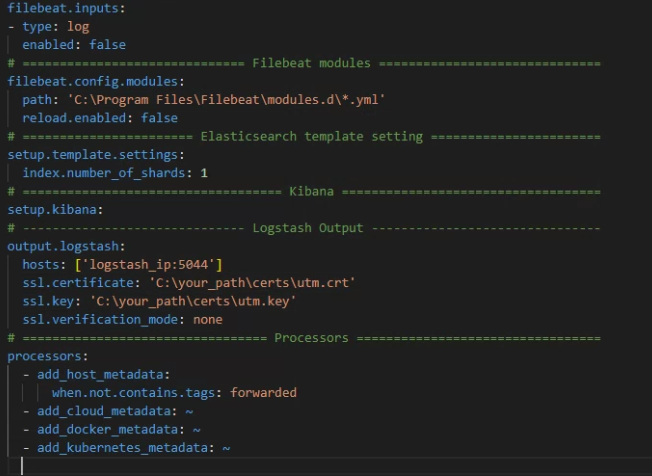 filebeat.inputs:
- type: log
  enabled: false
# ============================== Filebeat modules ==============================
filebeat.config.modules:
  path: 'C:\Program Files\Filebeat\modules.d\*.yml'
  reload.enabled: false
# ======================= Elasticsearch template setting =======================
setup.template.settings:
  index.number_of_shards: 1
# =================================== Kibana ===================================
setup.kibana:
# ------------------------------ Logstash Output -------------------------------
output.logstash:
  hosts: ['logstash_ip:5044']
  ssl.certificate: 'C:\your_path\certs\utm.crt'
  ssl.key: 'C:\your_path\certs\utm.key'
  ssl.verification_mode: none
# ================================= Processors =================================
processors:
  - add_host_metadata:
      when.not.contains.tags: forwarded
  - add_cloud_metadata: ~
  - add_docker_metadata: ~
  - add_kubernetes_metadata: ~